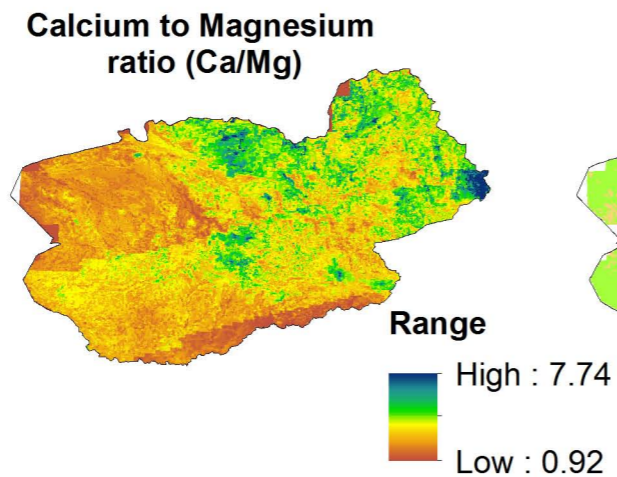 Calcium to Magnesium
ratio (Ca/Mg)
Range
High : 7.74
Low : 0.92